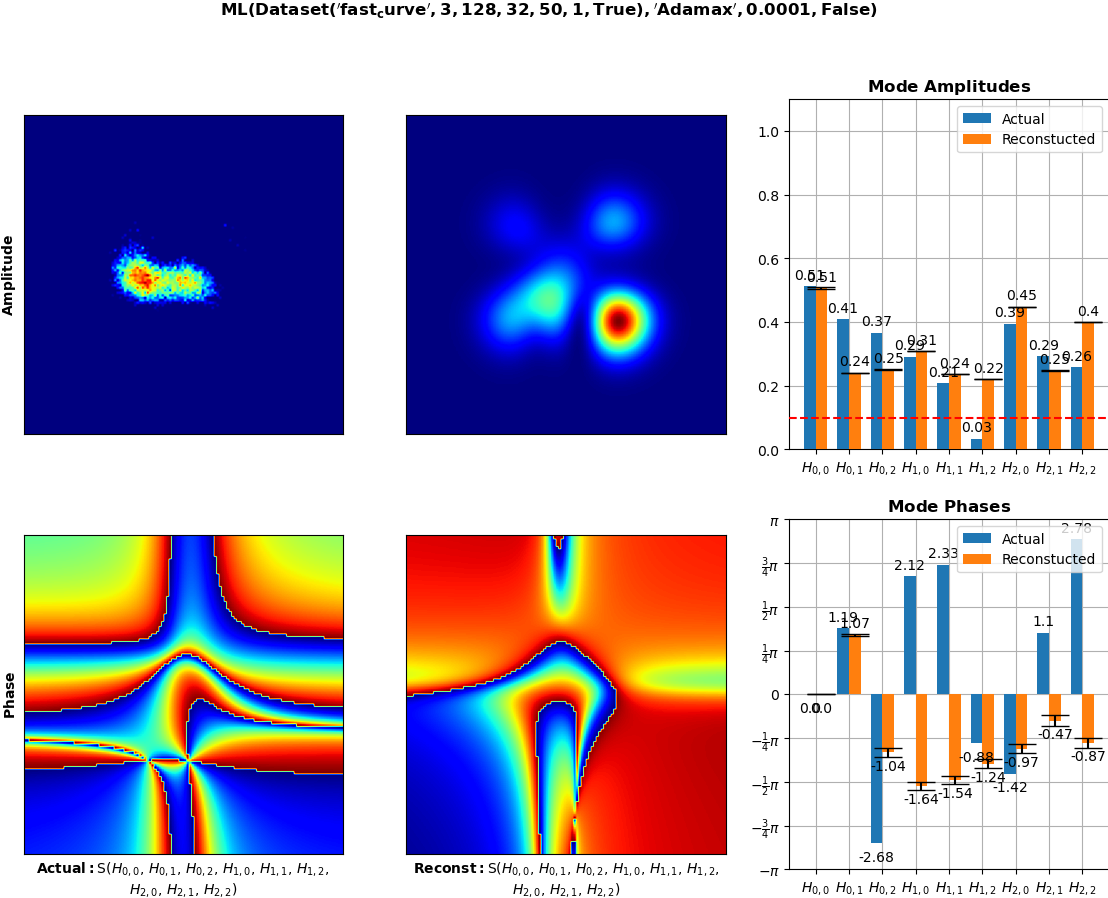 ML(Dataset('fast_curve', 3, 128, 32, 50, 1, True), 'Adamax', 0.0001, False)
Amplitude
Mode Amplitudes
Actual
Reconstucted
1.0
0.8
0.6
0.4
0.2
0.0
0.51
0.51
0.41
0.24
0.37
0.25
0.29
0.31
0.21
0.24
0.03
0.22
0.39
0.45
0.29
0.25
0.26
0.4
H0,0 H0,1 H0,2 H1,0 H1,1 H1,2 H2,0 H2,1 H2,2
Phase
Actual: S(H0,0, H0,1, H0,2, H1,0, H1,1, H1,2,
H2,0, H2,1, H2,2)
Reconst: S(H0,0, H0,1, H0,2, H1,0, H1,1, H1,2,
H2,0, H2,1, H2,2)
Mode Phases
Actual
Reconstucted
π
3/4π
1/2π
1/4π
0
−1/4π
−1/2π
−3/4π
−π
0.0
0.0
1.19
1.07
-2.68
-1.04
2.12
-1.64
2.33
-1.54
-0.88
-1.24
-1.42
-0.97
1.1
-0.47
2.78
-0.87
H0,0 H0,1 H0,2 H1,0 H1,1 H1,2 H2,0 H2,1 H2,2